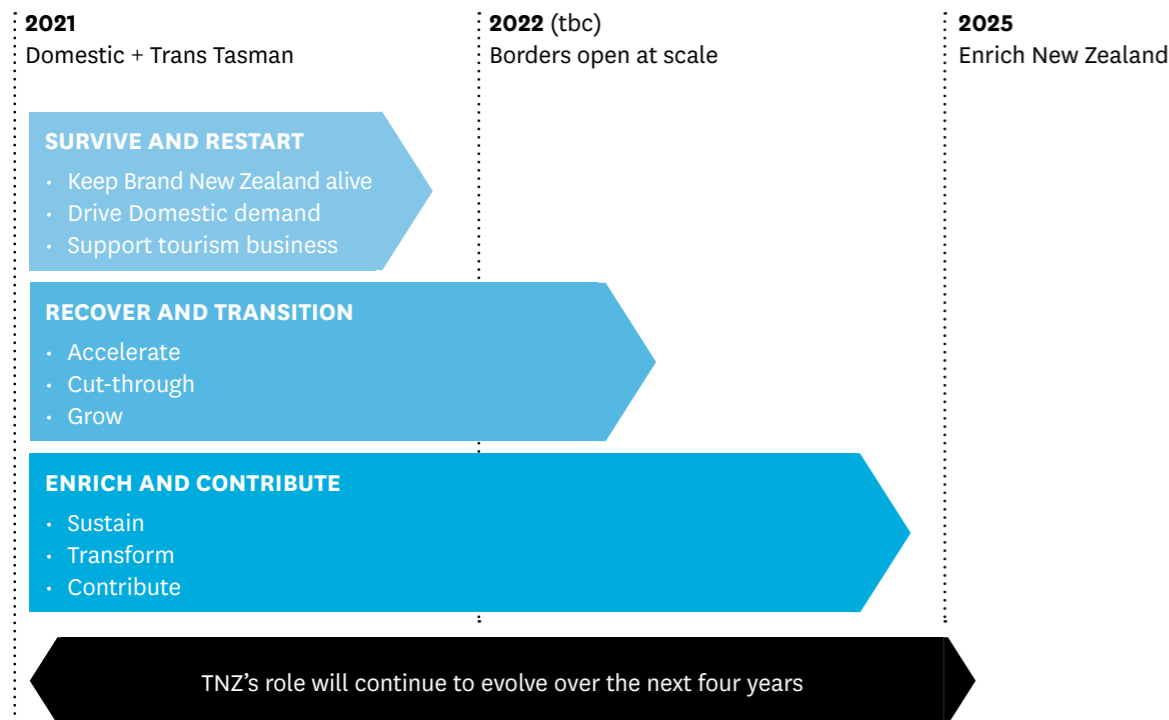 2021
Domestic + Trans Tasman
2022 (tbc)
Borders open at scale
2025
Enrich New Zealand
SURVIVE AND RESTART
• Keep Brand New Zealand alive
• Drive Domestic demand
• Support tourism business
RECOVER AND TRANSITION
• Accelerate
• Cut-through
• Grow
ENRICH AND CONTRIBUTE
• Sustain
• Transform
• Contribute
TNZ’s role will continue to evolve over the next four years